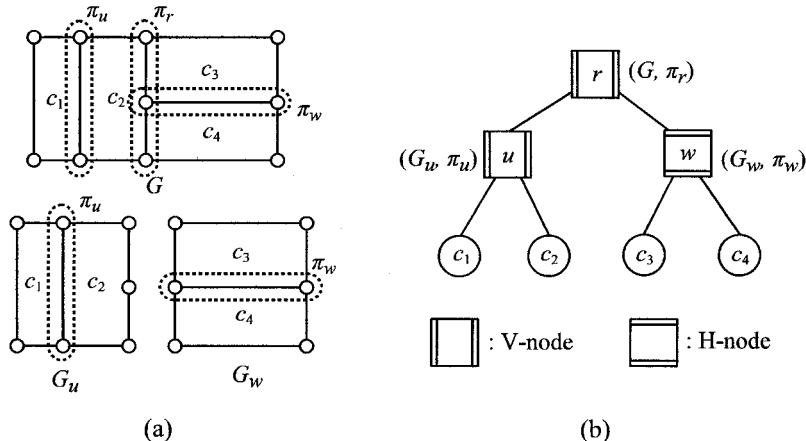 π_u π_r
c_1 c_2 c_3
π_w
c_4
G
π_u
c_1 c_2 c_3 π_w
c_4
G_u G_w
(a)
r (G, π_r)
(G_u, π_u) u w (G_w, π_w)
c_1 c_2 c_3 c_4
: V-node : H-node
(b)